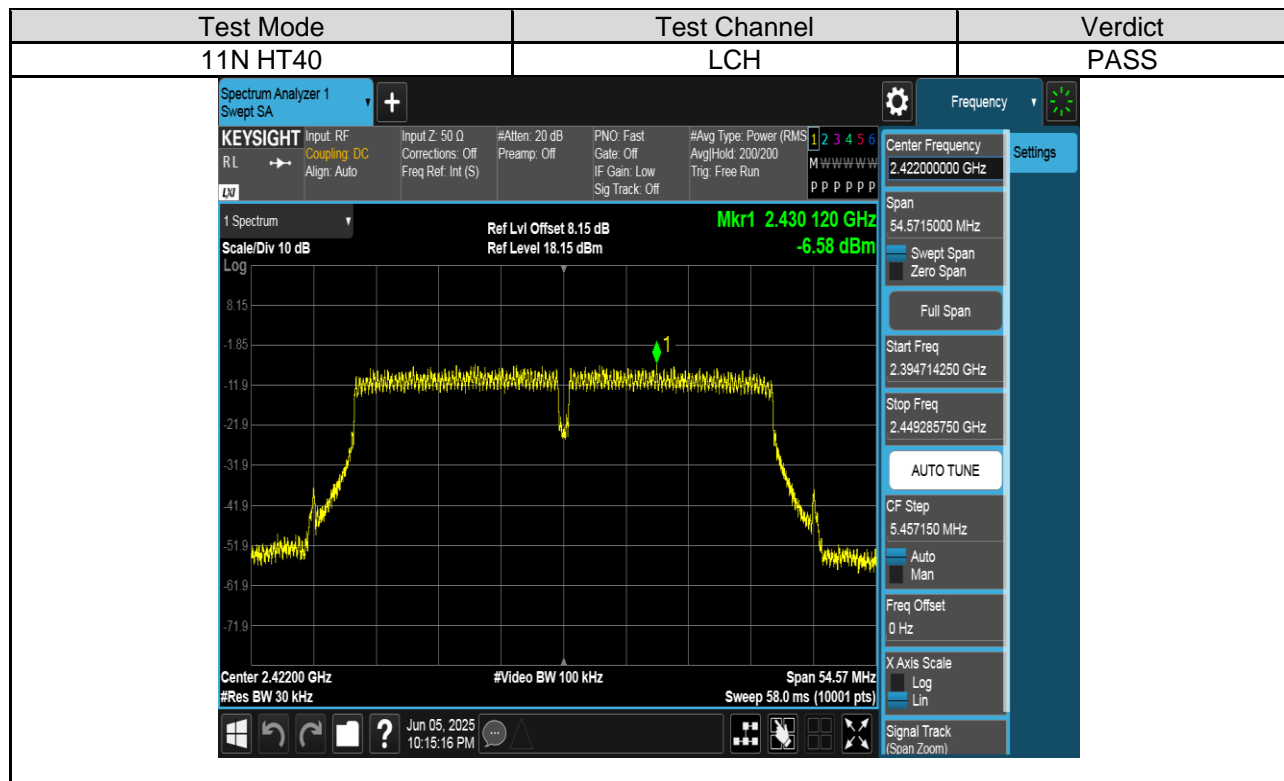 Test Mode Test Channel Verdict
11N HT40 LCH PASS
Spectrum Analyzer 1
Swept SA
+
Frequency
KEYSIGHT Input: RF Input Z: 50 Ω #Atten: 20 dB PNO: Fast #Avg Type: Power (RMS 1 2 3 4 5 6
RL Coupling: DC Corrections: Off Preamp: Off Gate: Off Avg|Hold: 200/200 M W W W W W
Align: Auto Freq Ref: Int (S) IF Gain: Low Trig: Free Run
LXI Sig Track: Off P P P P P P
1 Spectrum
Ref Lvl Offset 8.15 dB Mkr1 2.430 120 GHz
Scale/Div 10 dB Ref Level 18.15 dBm -6.58 dBm
Log
8.15
-1.85
1
-11.9
-21.9
-31.9
-41.9
-51.9
-61.9
-71.9
Center 2.42200 GHz #Video BW 100 kHz Span 54.57 MHz
#Res BW 30 kHz Sweep 58.0 ms (10001 pts)
Center Frequency
2.422000000 GHz
Settings
Span
54.5715000 MHz
Swept Span
Zero Span
Full Span
Start Freq
2.394714250 GHz
Stop Freq
2.449285750 GHz
AUTO TUNE
CF Step
5.457150 MHz
Auto
Man
Freq Offset
0 Hz
X Axis Scale
Log
Lin
Signal Track
(Span Zoom)
?
Jun 05, 2025
10:15:16 PM